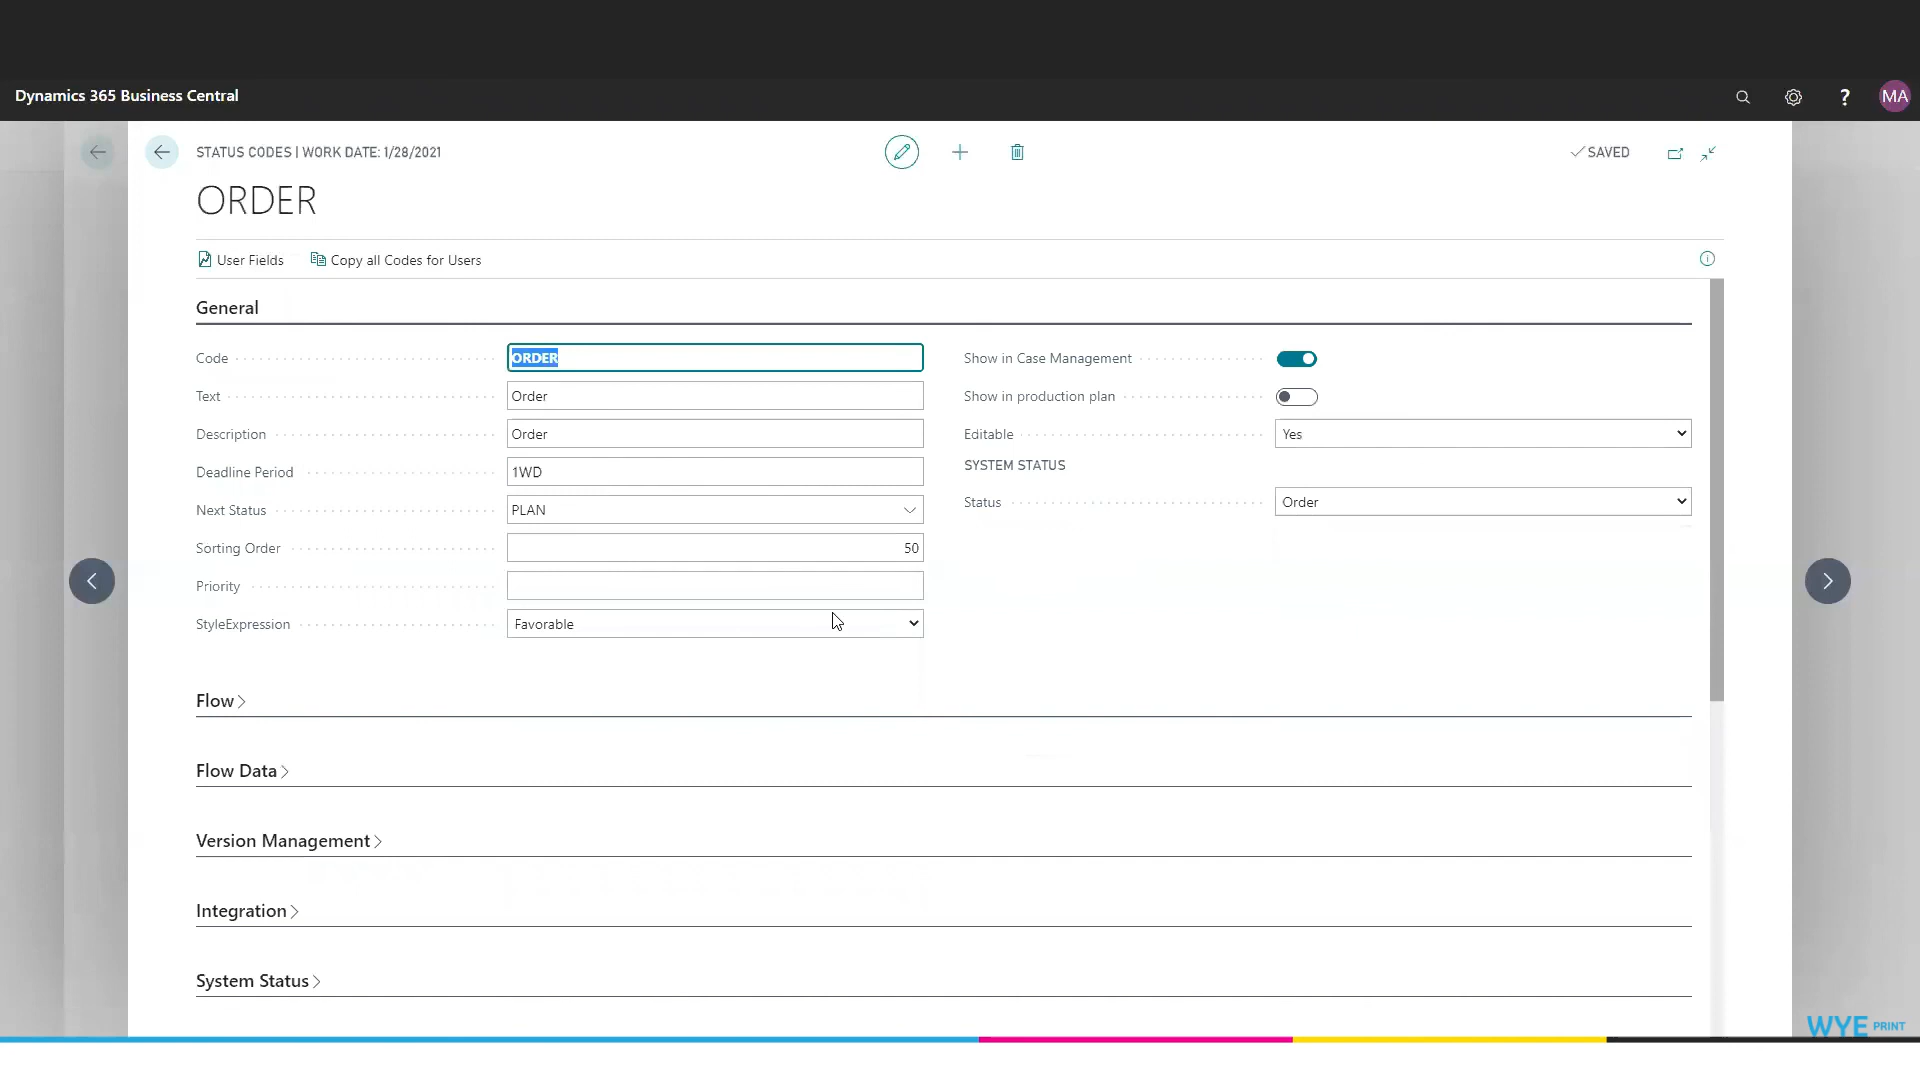 Dynamics 365 Business Central
?
MA
STATUS CODES | WORK DATE: 1/28/2021
SAVED
ORDER
User Fields
Copy all Codes for Users
General
Code
ORDER
Text
Order
Description
Order
Deadline Period
1WD
Next Status
PLAN
Sorting Order
50
Priority
StyleExpression
Favorable
Show in Case Management
Show in production plan
Editable
Yes
SYSTEM STATUS
Status
Order
Flow
Flow Data
Version Management
Integration
System Status
WYE PRINT